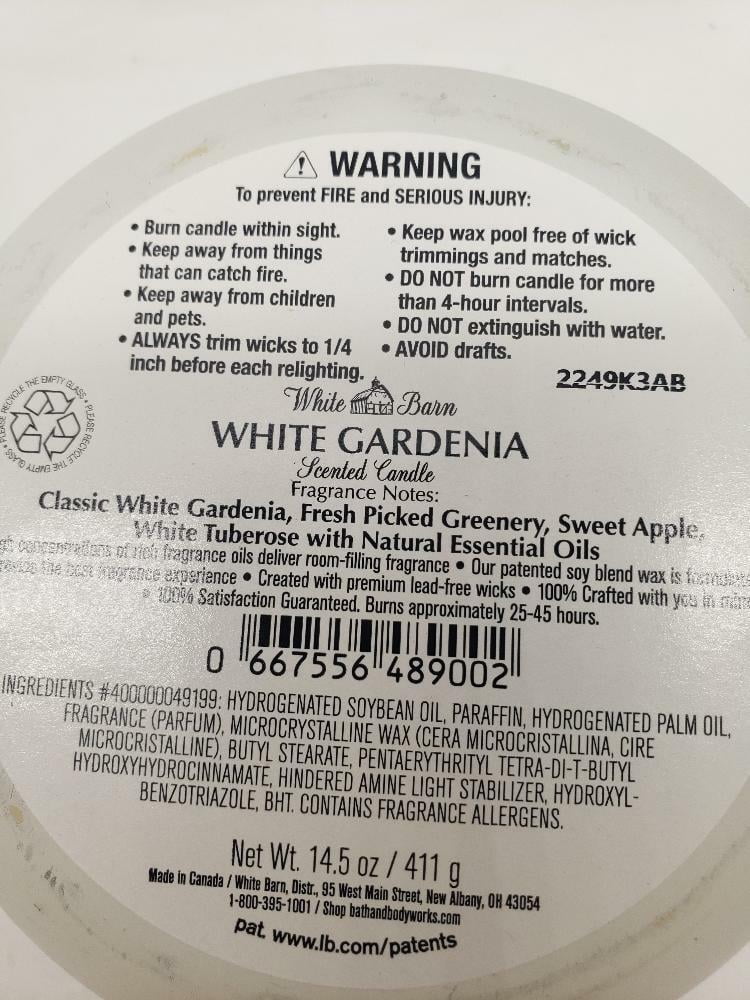 WARNING
To prevent FIRE and SERIOUS INJURY:
• Burn candle within sight.
• Keep away from things
that can catch fire.
• Keep away from children
and pets.
• ALWAYS trim wicks to 1/4
inch before each relighting.
• Keep wax pool free of wick
trimmings and matches.
• DO NOT burn candle for more
than 4-hour intervals.
• DO NOT extinguish with water.
• AVOID drafts.
2249K3AB
PLEASE RECYCLE THE EMPTY GLASS • PLEASE RECYCLE THE EMPTY GLASS •
White Barn
WHITE GARDENIA
Scented Candle
Fragrance Notes:
Classic White Gardenia, Fresh Picked Greenery, Sweet Apple,
White Tuberose with Natural Essential Oils
concentrations of rich fragrance oils deliver room-filling fragrance • Our patented soy blend wax is
the best fragrance experience • Created with premium lead-free wicks • 100% Crafted with you in
• 100% Satisfaction Guaranteed. Burns approximately 25-45 hours.
0 667556 489002
INGREDIENTS #400000049199: HYDROGENATED SOYBEAN OIL, PARAFFIN, HYDROGENATED PALM OIL,
FRAGRANCE (PARFUM), MICROCRYSTALLINE WAX (CERA MICROCRISTALLINA, CIRE
MICROCRISTALLINE), BUTYL STEARATE, PENTAERYTHRITYL TETRA-DI-T-BUTYL
HYDROXYHYDROCINNAMATE, HINDERED AMINE LIGHT STABILIZER, HYDROXYL-
BENZOTRIAZOLE, BHT. CONTAINS FRAGRANCE ALLERGENS.
Net Wt. 14.5 oz / 411 g
Made in Canada / White Barn, Distr., 95 West Main Street, New Albany, OH 43054
1-800-395-1001 / Shop bathandbodyworks.com
Pat. www.lb.com/patents